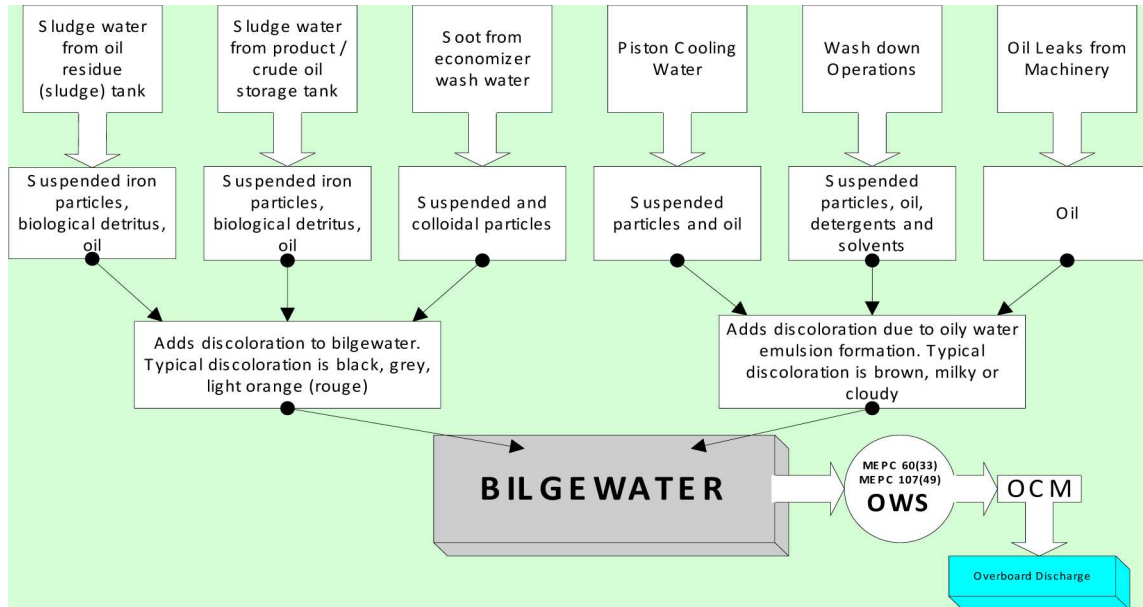 Sludge water
from oil
residue
(sludge) tank
Sludge water
from product /
crude oil
storage tank
Soot from
economizer
wash water
Piston Cooling
Water
Wash down
Operations
Oil Leaks from
Machinery
Suspended iron
particles,
biological detritus,
oil
Suspended iron
particles,
biological detritus,
oil
Suspended and
colloidal particles
Suspended
particles and oil
Suspended
particles, oil,
detergents and
solvents
Oil
Adds discoloration to bilgewater.
Typical discoloration is black, grey,
light orange (rouge)
Adds discoloration due to oily water
emulsion formation. Typical
discoloration is brown, milky or
cloudy
BILGEWATER
MEPC 60(33)
MEPC 107(49)
OWS
OCM
Overboard Discharge